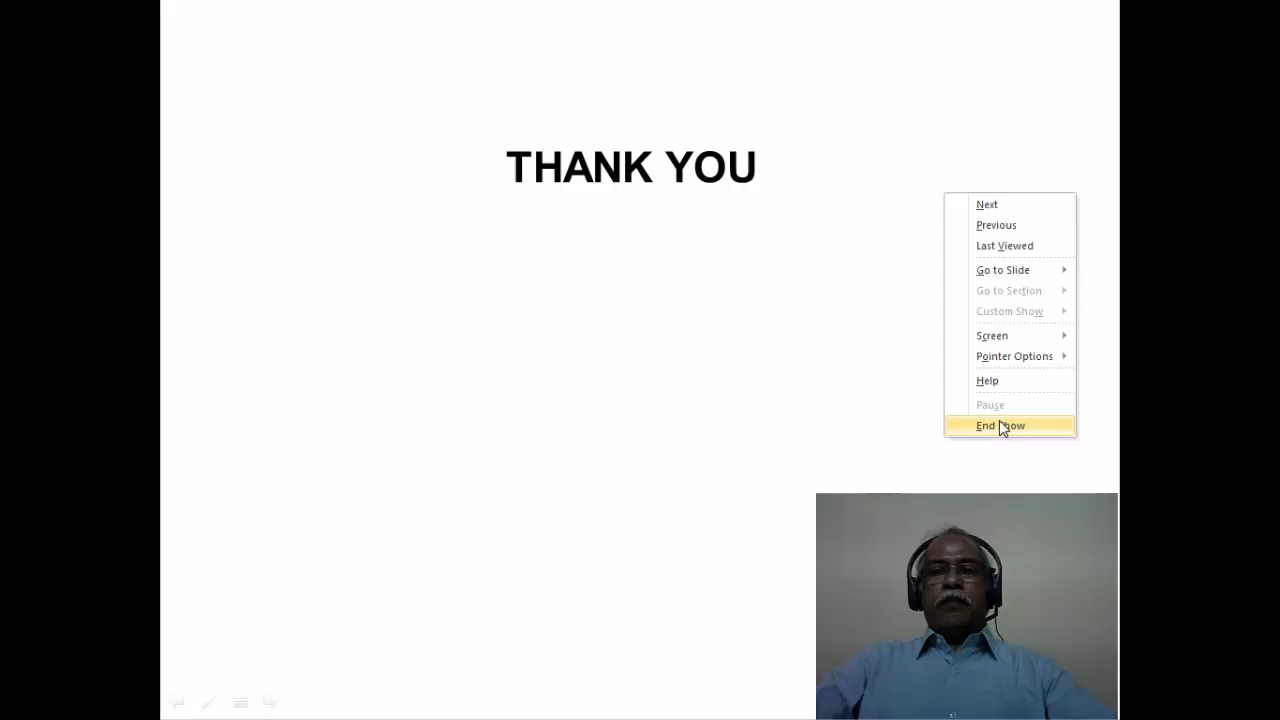 THANK YOU
Next
Previous
Last Viewed
Go to Slide
Go to Section
Custom Show
Screen
Pointer Options
Help
Pause
End Show